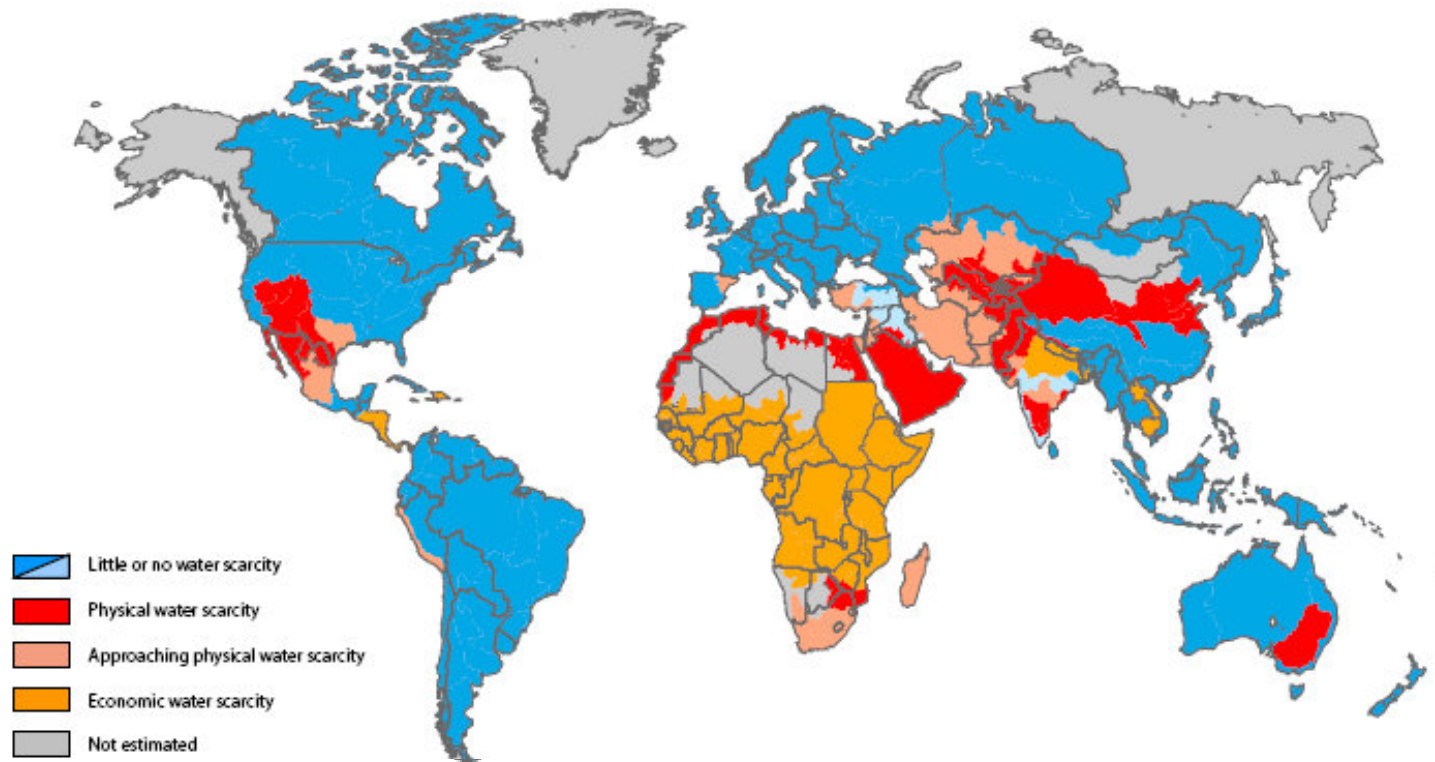 Little or no water scarcity
Physical water scarcity
Approaching physical water scarcity
Economic water scarcity
Not estimated